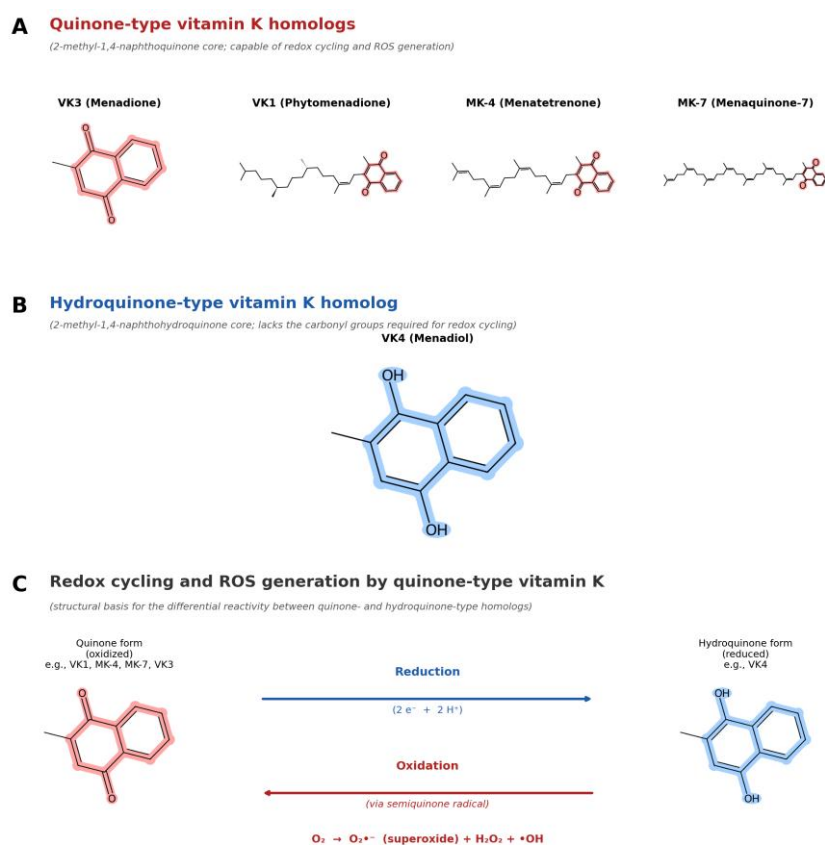 A Quinone-type vitamin K homologs
(2-methyl-1,4-naphthoquinone core; capable of redox cycling and ROS generation)
VK3 (Menadione) VK1 (Phytomenadione) MK-4 (Menatetrenone) MK-7 (Menaquinone-7)
O O O O
O O O O
B Hydroquinone-type vitamin K homolog
(2-methyl-1,4-naphthohydroquinone core; lacks the carbonyl groups required for redox cycling)
VK4 (Menadiol)
OH
OH
C Redox cycling and ROS generation by quinone-type vitamin K
(structural basis for the differential reactivity between quinone- and hydroquinone-type homologs)
Quinone form
(oxidized)
e.g., VK1, MK-4, MK-7, VK3
Hydroquinone form
(reduced)
e.g., VK4
Reduction
(2 e⁻ + 2 H⁺)
O
OH
Oxidation
(via semiquinone radical)
O
OH
O₂ → O₂•⁻ (superoxide) + H₂O₂ + •OH